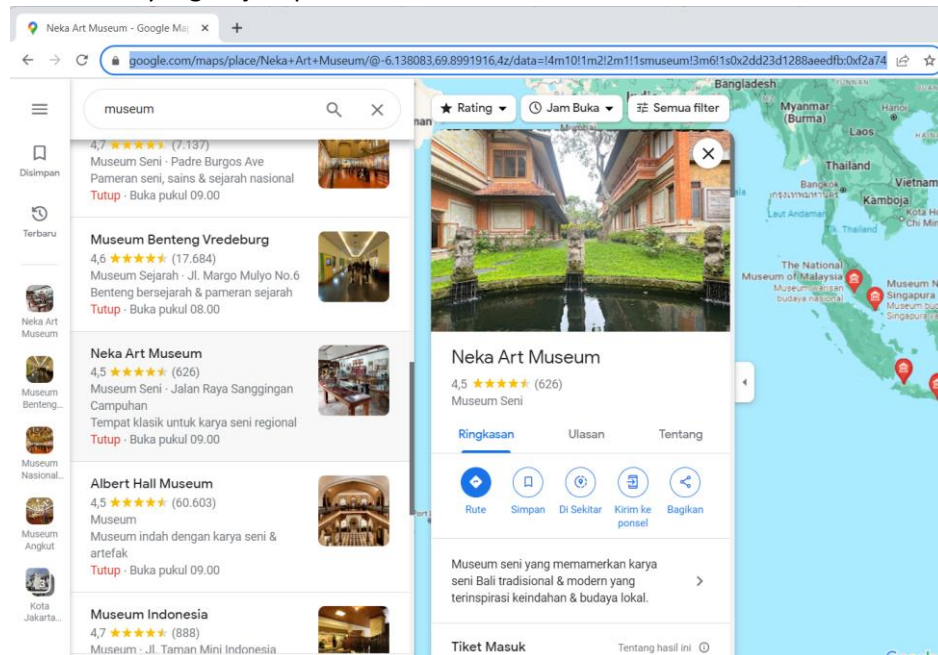 Neka Art Museum - Google Ma
google.com/maps/place/Neka+Art+Museum/@-6.138083,69.8991916,4z/data=!4m10!1m2!2m1!1smuseum!3m6!1s0x2dd23d1288aeedfb:0xf2a74
museum
Disimpan
Terbaru
Neka Art
Museum
Museum
Benteng...
Museum
Nasional...
Museum
Angkut
Kota
Jakarta...
4,7 (7.137)
Museum Seni · Padre Burgos Ave
Pameran seni, sains & sejarah nasional
Tutup · Buka pukul 09.00
Museum Benteng Vredeburg
4,6 (17.684)
Museum Sejarah · Jl. Margo Mulyo No.6
Benteng bersejarah & pameran sejarah
Tutup · Buka pukul 08.00
Neka Art Museum
4,5 (626)
Museum Seni · Jalan Raya Sanggingan
Campuhan
Tempat klasik untuk karya seni regional
Tutup · Buka pukul 09.00
Albert Hall Museum
4,5 (60.603)
Museum
Museum indah dengan karya seni &
artefak
Tutup · Buka pukul 09.00
Museum Indonesia
4,7 (888)
Museum · Jl. Taman Mini Indonesia
Rating
Jam Buka
Semua filter
Neka Art Museum
4,5 (626)
Museum Seni
Ringkasan
Ulasan
Tentang
Rute
Simpan
Di Sekitar
Kirim ke
ponsel
Bagikan
Museum seni yang memamerkan karya
seni Bali tradisional & modern yang
terinspirasi keindahan & budaya lokal.
Tiket Masuk
Tentang hasil ini
Bangladesh
Myanmar
(Burma)
Hanoi
Laos
Thailand
Bangkok
Vietnam
Kamboja
Laut Andaman
Thailand
The National
Museum of Malaysia
Museum warisan
budaya nasional
Museum N
Singapura